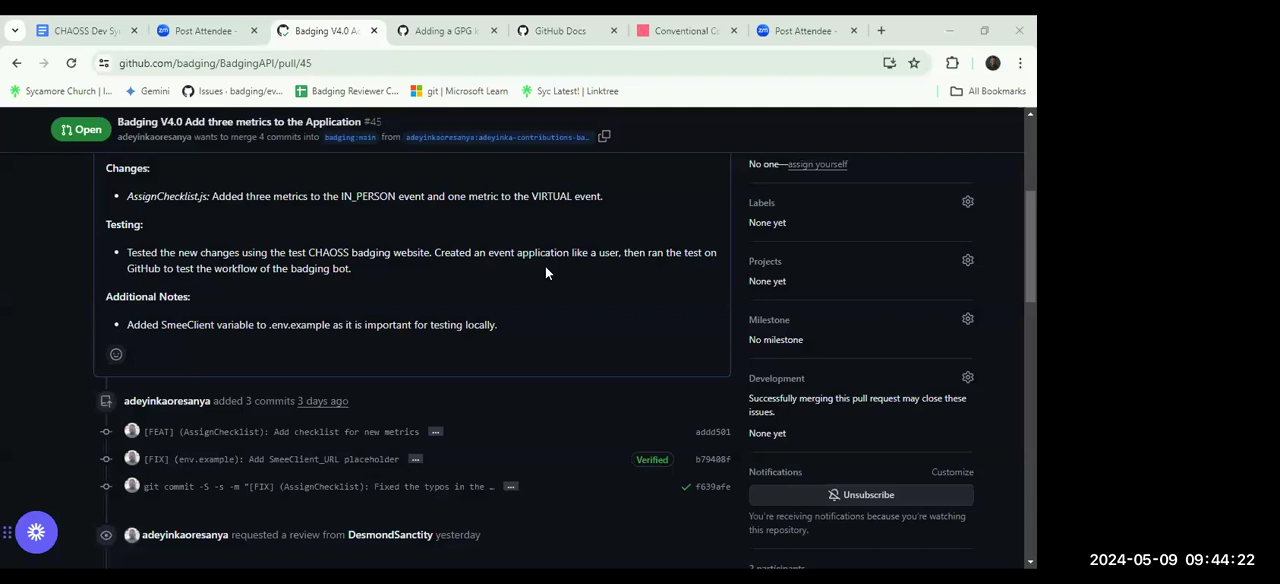 CHAOSS Dev Sy
Post Attendee -
Badging V4.0 Ac
Adding a GPG k
GitHub Docs
Conventional Cc
Post Attendee -
github.com/badging/BadgingAPI/pull/45
Sycamore Church | I...
Gemini
Issues · badging/ev...
Badging Reviewer C...
git | Microsoft Learn
Syc Latest! | Linktree
All Bookmarks
Open
Badging V4.0 Add three metrics to the Application #45
adeyinkaoresanya wants to merge 4 commits into badging:main from adeyinkaoresanya:adeyinka-contributions-ba…
Changes:
• AssignChecklist.js: Added three metrics to the IN_PERSON event and one metric to the VIRTUAL event.
Testing:
• Tested the new changes using the test CHAOSS badging website. Created an event application like a user, then ran the test on
GitHub to test the workflow of the badging bot.
Additional Notes:
• Added SmeeClient variable to .env.example as it is important for testing locally.
adeyinkaoresanya added 3 commits 3 days ago
[FEAT] (AssignChecklist): Add checklist for new metrics … addd501
[FIX] (env.example): Add SmeeClient_URL placeholder … Verified b79408f
git commit -S -s -m "[FIX] (AssignChecklist): Fixed the typos in the … … f639afe
adeyinkaoresanya requested a review from DesmondSanctity yesterday
No one—assign yourself
Labels
None yet
Projects
None yet
Milestone
No milestone
Development
Successfully merging this pull request may close these
issues.
None yet
Notifications
Customize
Unsubscribe
You're receiving notifications because you're watching
this repository.
2 participants
2024-05-09 09:44:22